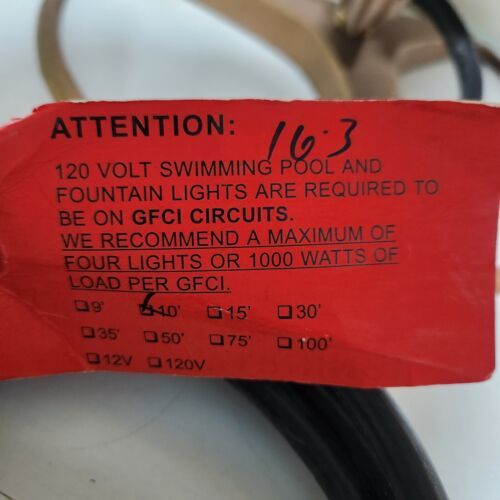 ATTENTION: 16.3
120 VOLT SWIMMING POOL AND
FOUNTAIN LIGHTS ARE REQUIRED TO
BE ON GFCI CIRCUITS.
WE RECOMMEND A MAXIMUM OF
FOUR LIGHTS OR 1000 WATTS OF
LOAD PER GFCI.
❑ 9' ❑ 10' ❑ 15' ❑ 30'
❑ 35' ❑ 50' ❑ 75' ❑ 100'
❑ 12V ❑ 120V